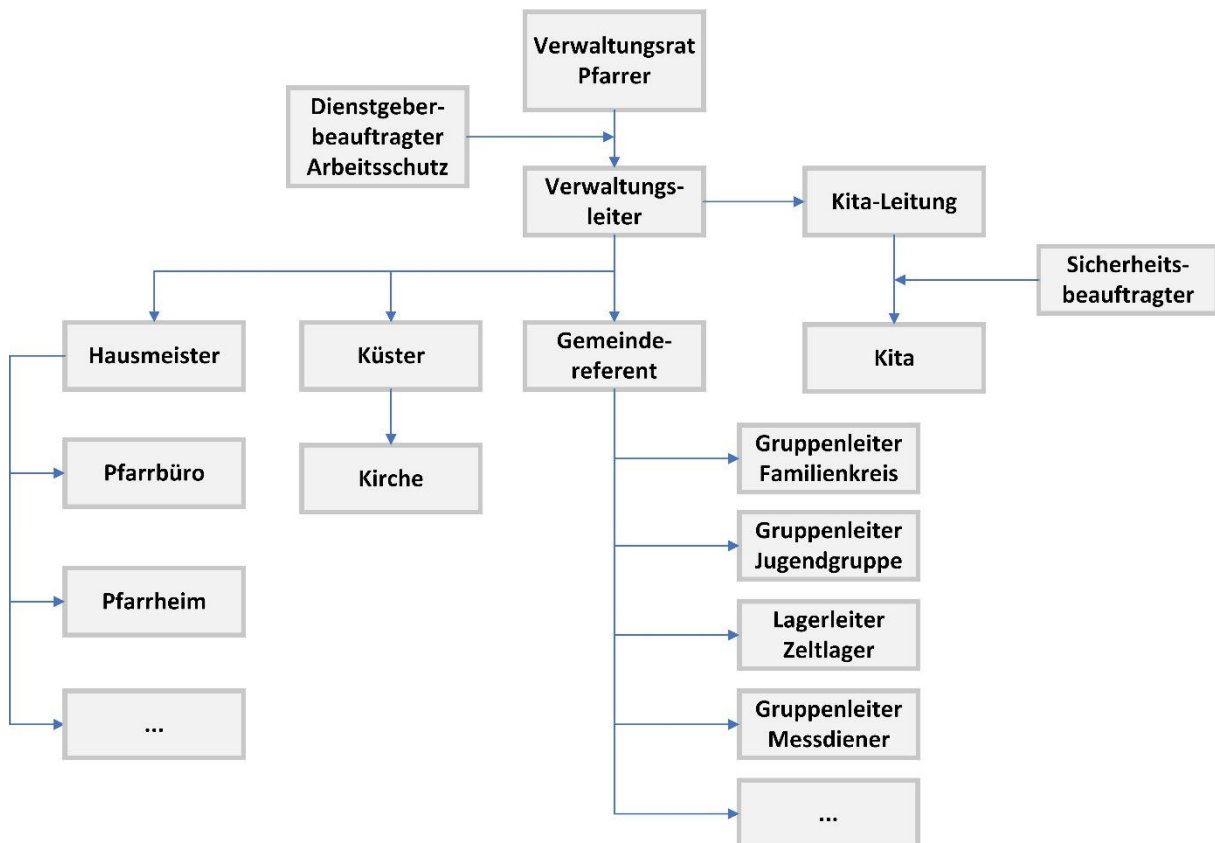 Verwaltungsrat
Pfarrer
Dienstgeber-
beauftragter
Arbeitsschutz
Verwaltungs-
leiter
Kita-Leitung
Sicherheits-
beauftragter
Hausmeister
Küster
Gemeinde-
referent
Kita
Pfarrbüro
Kirche
Gruppenleiter
Familienkreis
Gruppenleiter
Jugendgruppe
Pfarrheim
Lagerleiter
Zeltlager
...
Gruppenleiter
Messdiener
...